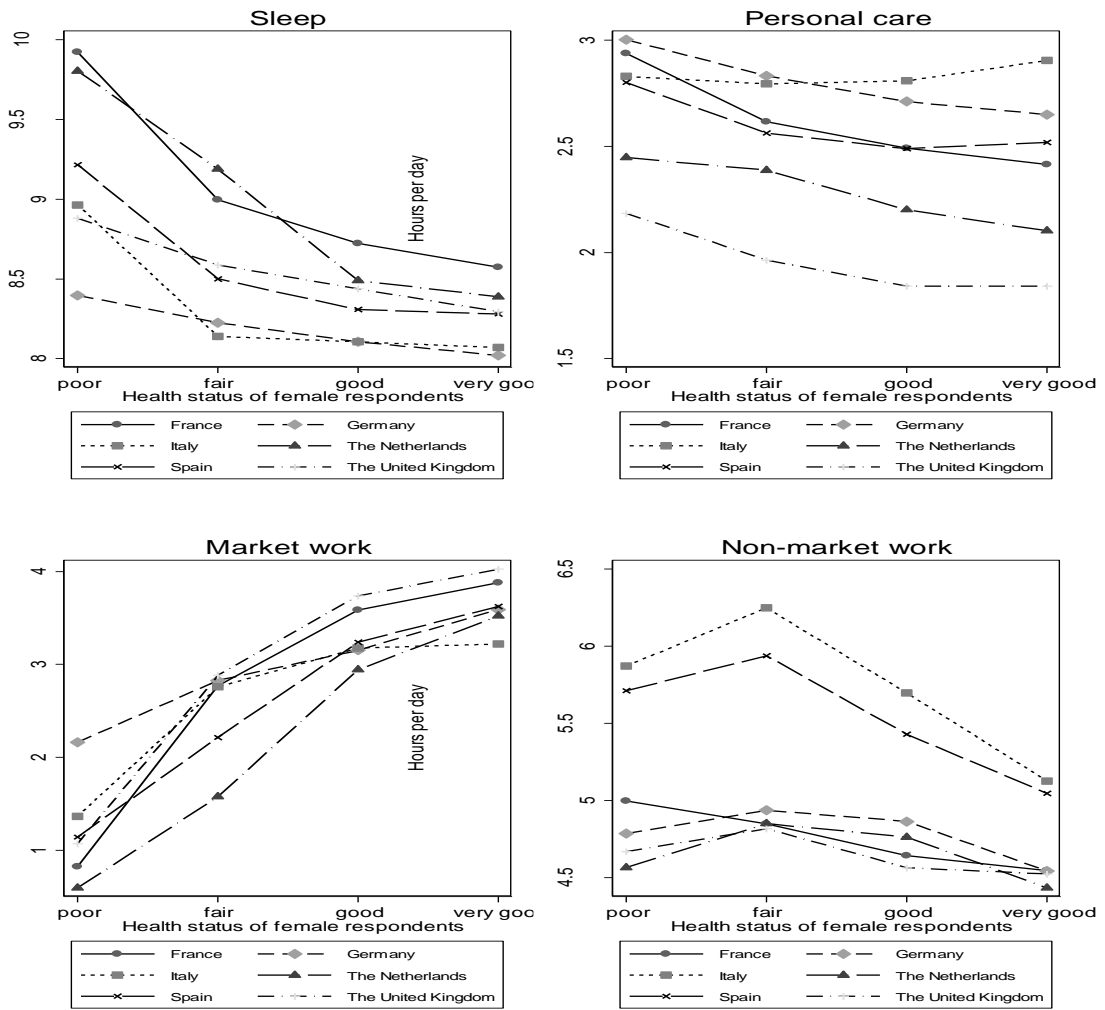 Sleep
10
9.5
9
8.5
8
Hours per day
poor fair good very goo
Health status of female respondents
France Germany
Italy The Netherlands
Spain The United Kingdom
Personal care
3
2.5
2
1.5
poor fair good very good
Health status of female respondents
France Germany
Italy The Netherlands
Spain The United Kingdom
Market work
4
3
2
1
Hours per day
poor fair good very goo
Health status of female respondents
France Germany
Italy The Netherlands
Spain The United Kingdom
Non-market work
6.5
6
5.5
5
4.5
poor fair good very good
Health status of female respondents
France Germany
Italy The Netherlands
Spain The United Kingdom